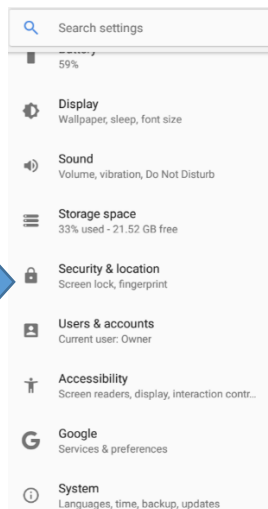 Search settings
59%
Display
Wallpaper, sleep, font size
Sound
Volume, vibration, Do Not Disturb
Storage space
33% used - 21.52 GB free
Security & location
Screen lock, fingerprint
Users & accounts
Current user: Owner
Accessibility
Screen readers, display, interaction contr...
Google
Services & preferences
System
Languages, time, backup, updates